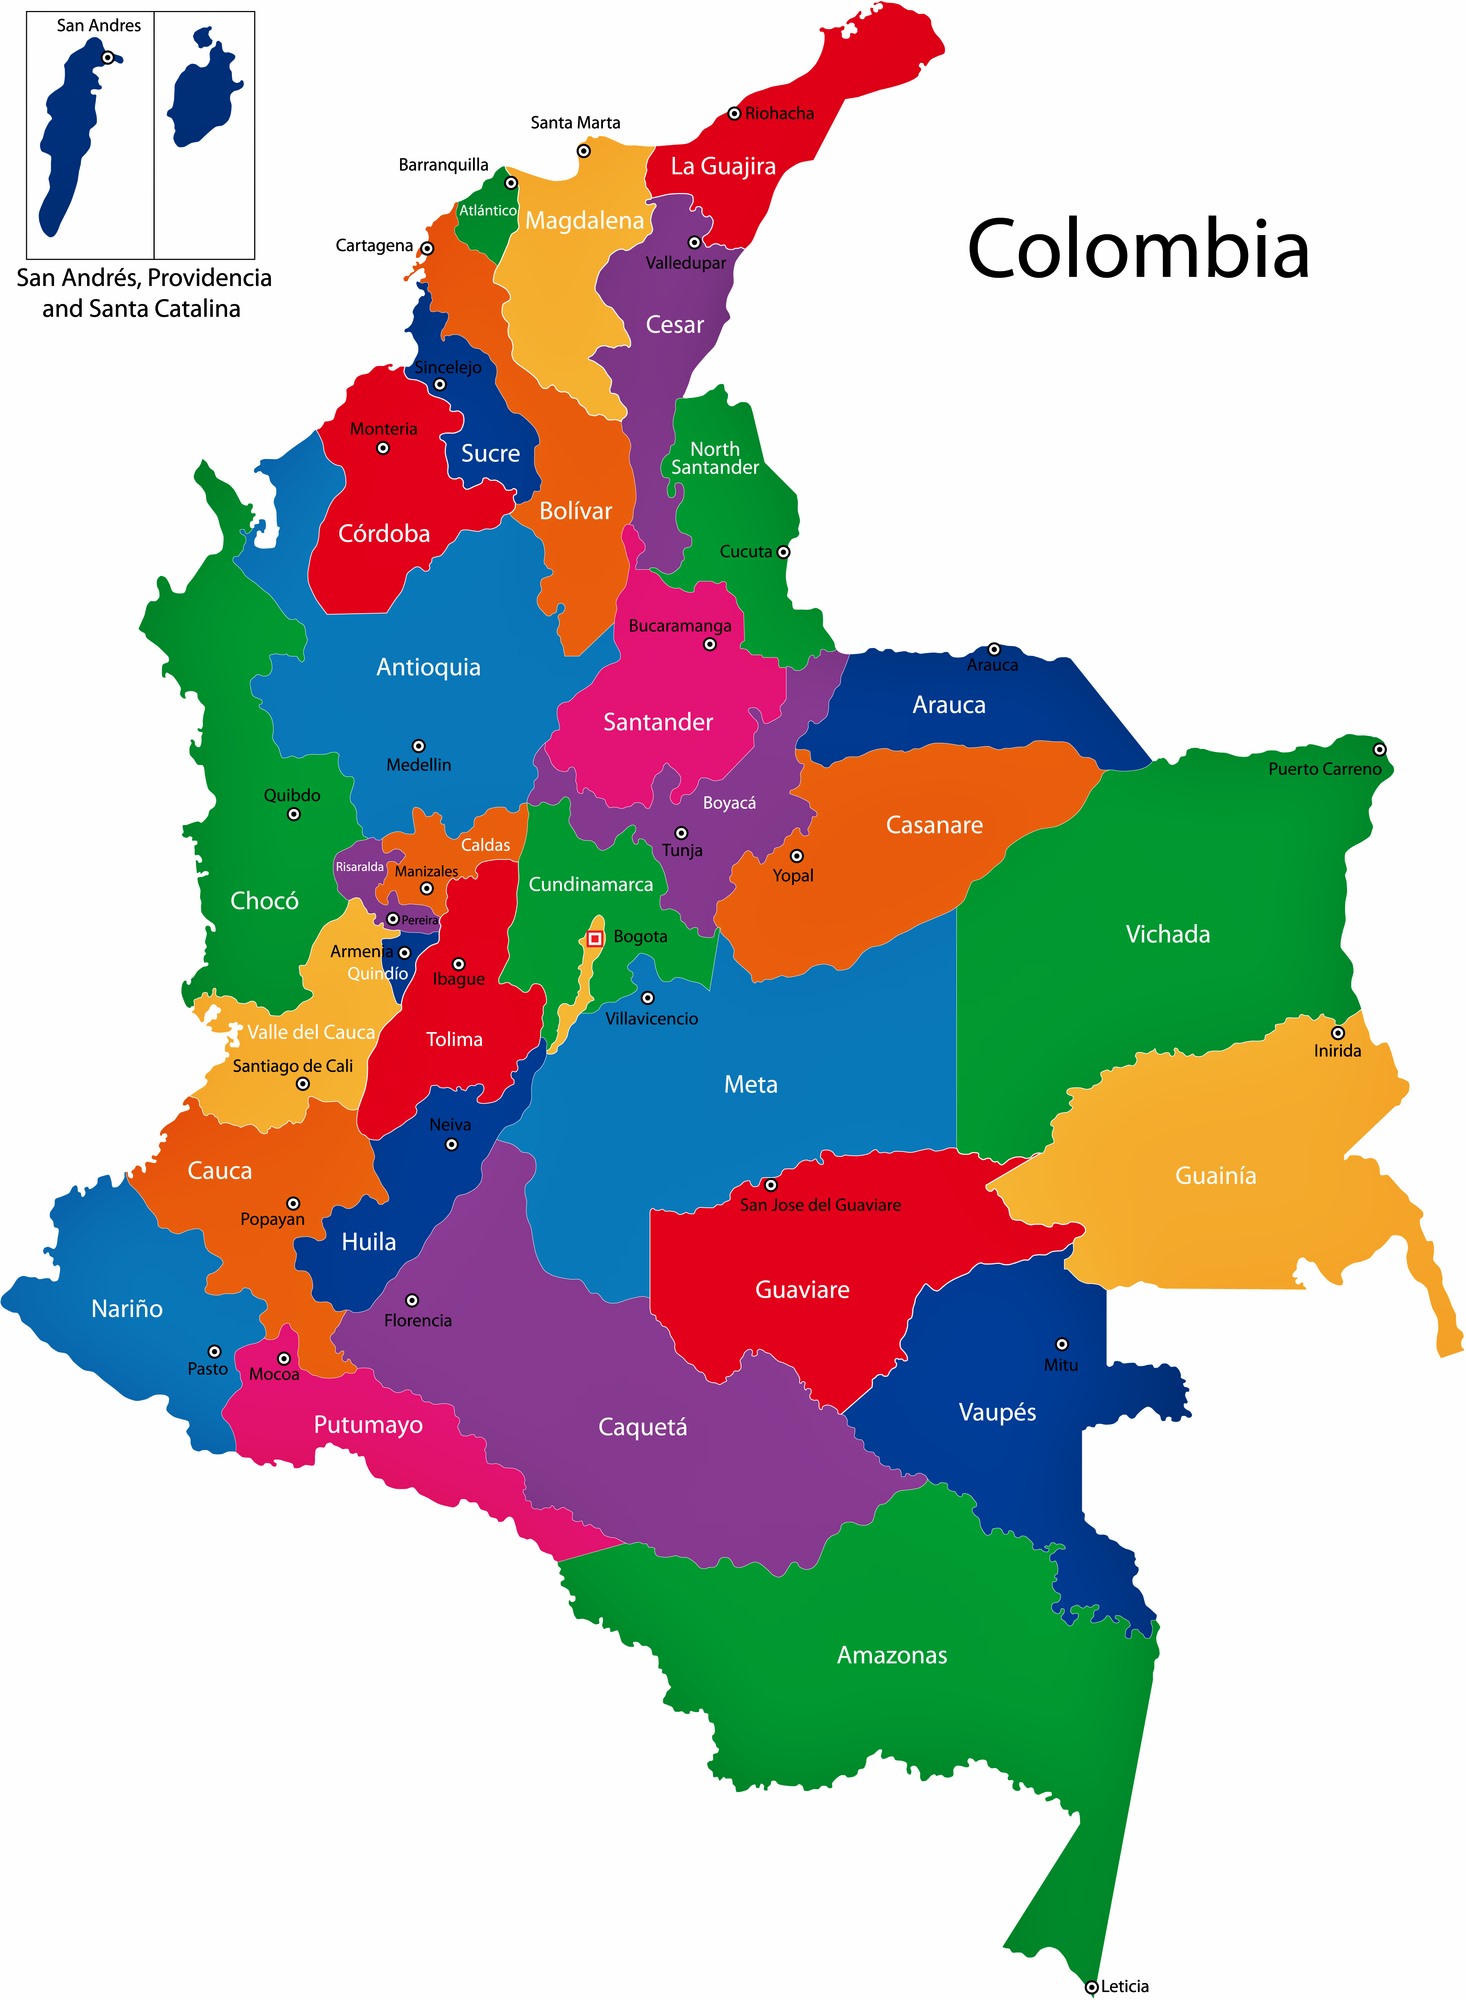 San Andres
San Andrés, Providencia
and Santa Catalina
Colombia
Riohacha
Santa Marta
La Guajira
Barranquilla
Atlántico
Magdalena
Cartagena
Valledupar
Cesar
Sincelejo
Monteria
Sucre
North
Santander
Bolívar
Córdoba
Cucuta
Bucaramanga
Antioquia
Arauca
Arauca
Santander
Medellin
Puerto Carreno
Quibdo
Boyacá
Casanare
Caldas
Tunja
Risaralda
Manizales
Yopal
Cundinamarca
Chocó
Pereira
Vichada
Bogota
Armenia
Quindío
Ibague
Villavicencio
Valle del Cauca
Tolima
Inirida
Santiago de Cali
Meta
Neiva
Cauca
Guainía
San Jose del Guaviare
Popayan
Huila
Guaviare
Nariño
Florencia
Pasto
Mocoa
Mitu
Vaupés
Putumayo
Caquetá
Amazonas
Leticia